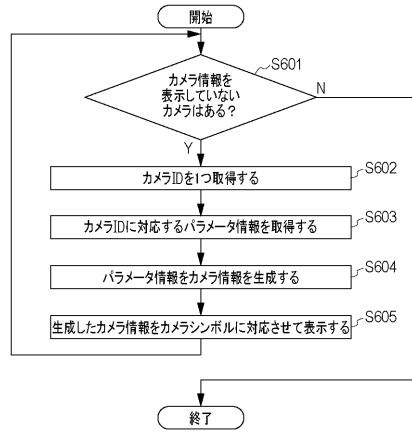 開始
カメラ情報を
表示していない
カメラはある?
S601
N
Y
カメラIDを1つ取得する
S602
カメラIDに対応するパラメータ情報を取得する
S603
パラメータ情報をカメラ情報を生成する
S604
生成したカメラ情報をカメラシンボルに対応させて表示する
S605
終了